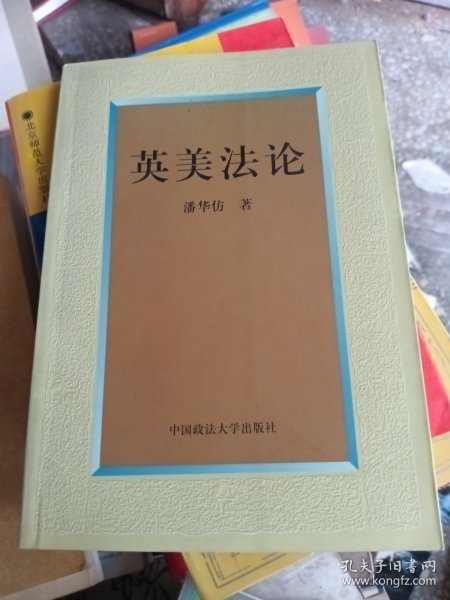 英美法论
潘华仿 著
中国政法大学出版社
北京师范大学出版
孔夫子旧书网
www.kongfz.com